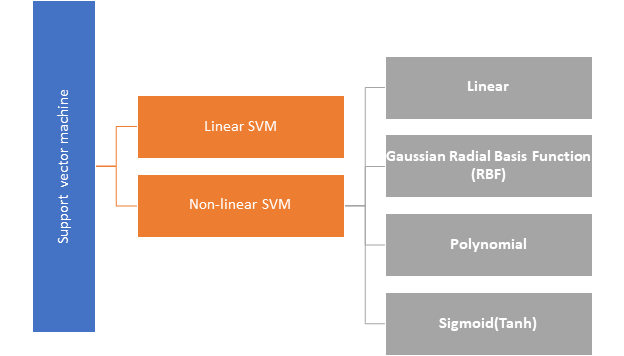 Support vector machine
Linear SVM
Non-linear SVM
Linear
Gaussian Radial Basis Function
(RBF)
Polynomial
Sigmoid(Tanh)